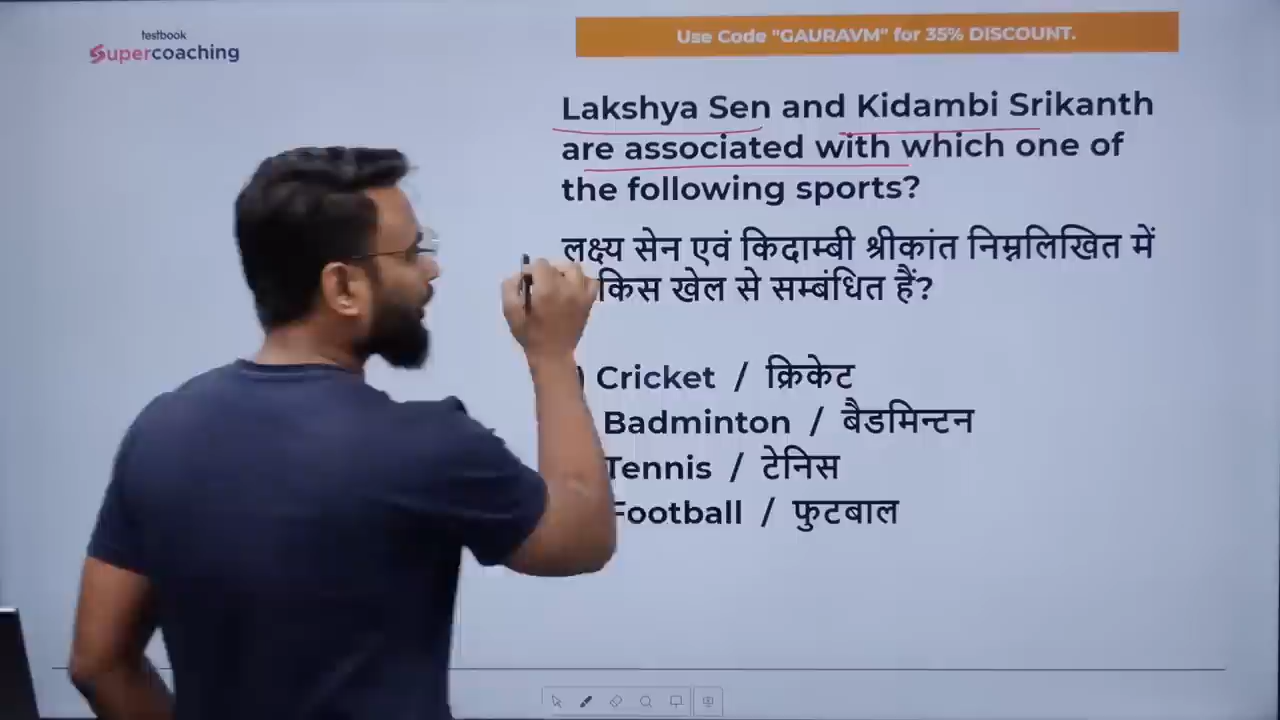 testbook
Supercoaching
Use Code "GAURAVM" for 35% DISCOUNT.
Lakshya Sen and Kidambi Srikanth
are associated with which one of
the following sports?
लक्ष्य सेन एवं किदाम्बी श्रीकांत निम्नलिखित में
किस खेल से सम्बंधित हैं?
) Cricket / क्रिकेट
Badminton / बैडमिन्टन
Tennis / टेनिस
Football / फुटबाल